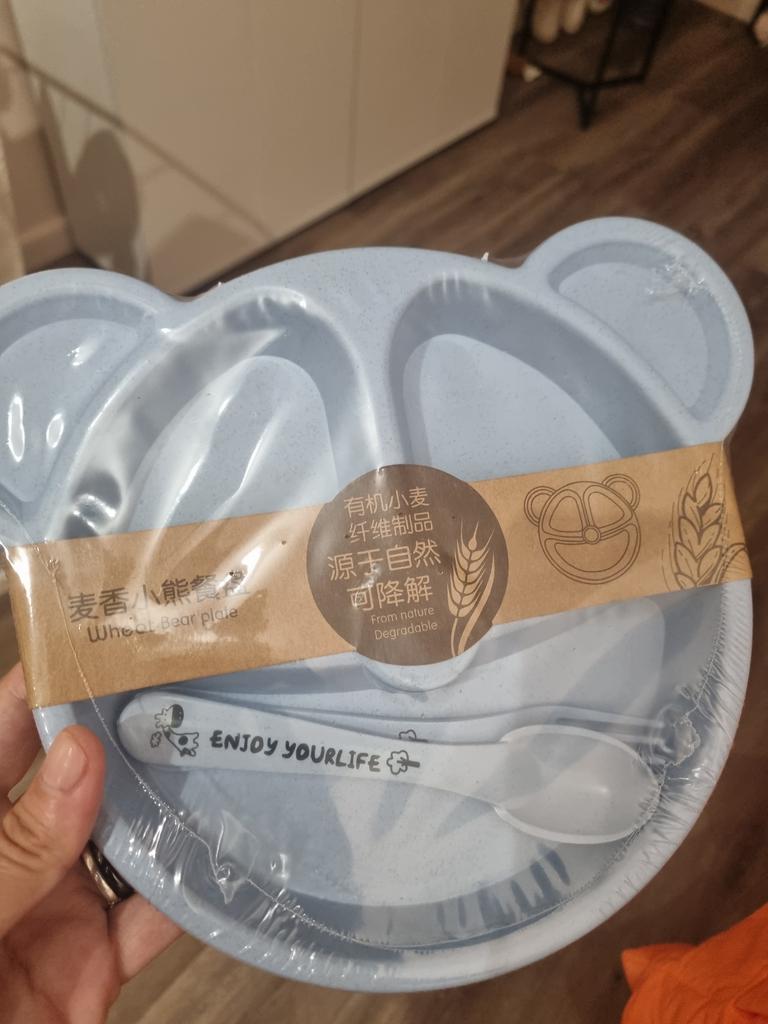 有机小麦
纤维制品
源于自然
可降解
From nature
Degradable
麦香小熊餐盘
Wheat Bear plate
ENJOY YOURLIFE